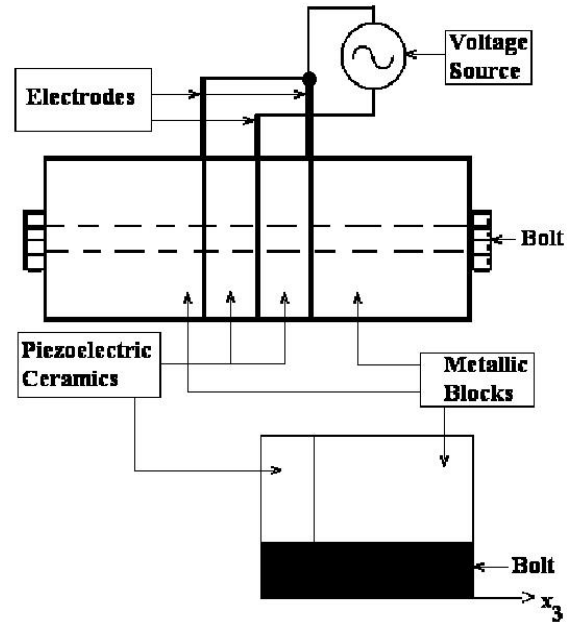 Voltage
Source
Electrodes
Bolt
Piezoelectric
Ceramics
Metallic
Blocks
Bolt
x3